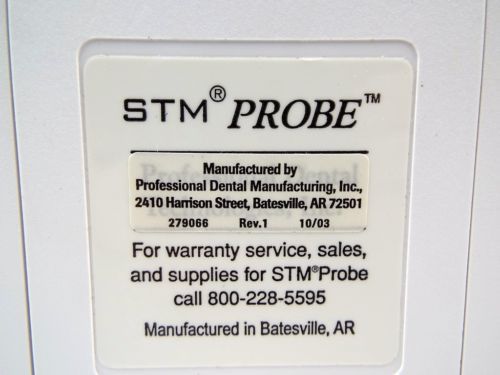 STM® PROBE™
Manufactured by
Professional Dental Manufacturing, Inc.,
2410 Harrison Street, Batesville, AR 72501
279066 Rev.1 10/03
For warranty service, sales,
and supplies for STM®Probe
call 800-228-5595
Manufactured in Batesville, AR